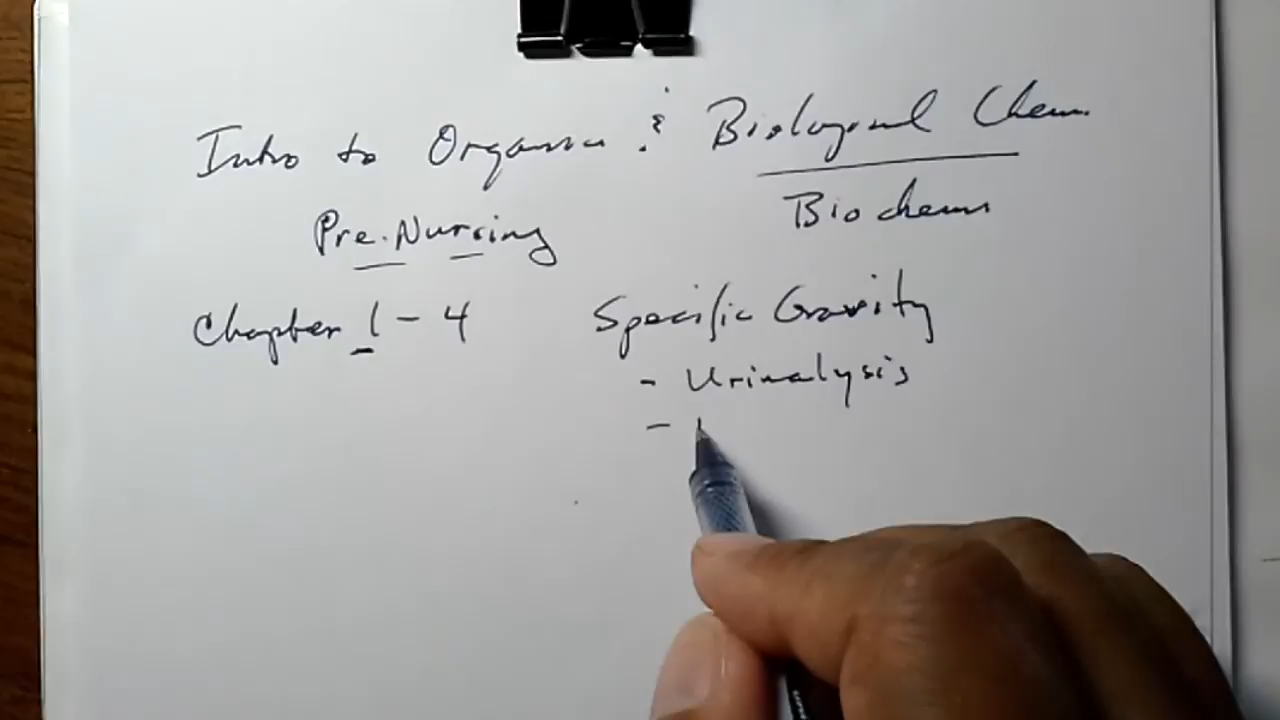 Intro to Organic & Biological Chem.
Biochem
Pre-Nursing
Chapter 1-4
Specific Gravity
- Urinalysis
-